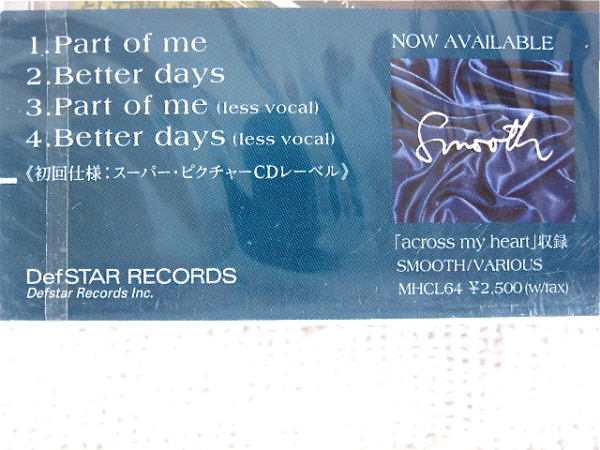 1.Part of me
2.Better days
3.Part of me (less vocal)
4.Better days (less vocal)
《初回仕様：スーパー・ピクチャーCDレーベル》
DefSTAR RECORDS
Defstar Records Inc.
NOW AVAILABLE
Smooth
「across my heart」収録
SMOOTH/VARIOUS
MHCL64 ¥2,500(w/tax)